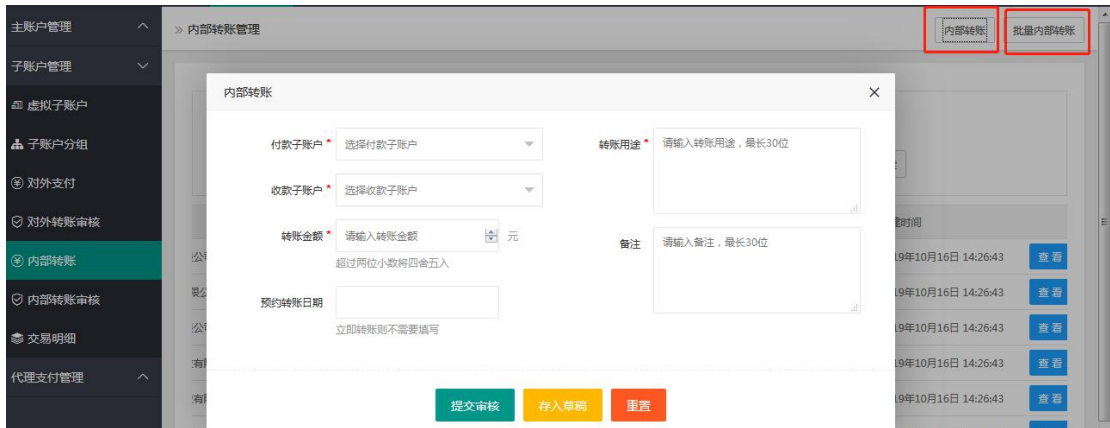 主账户管理
子账户管理
虚拟子账户
子账户分组
对外支付
对外转账审核
内部转账
内部转账审核
交易明细
代理支付管理
» 内部转账管理
内部转账
批量内部转账
内部转账
付款子账户 * 选择付款子账户
收款子账户 * 选择收款子账户
转账金额 * 请输入转账金额 元
超过两位小数将四舍五入
预约转账日期
立即转账则不需要填写
转账用途 * 请输入转账用途，最长30位
备注 请输入备注，最长30位
提交审核 存入草稿 重置
建时间
19年10月16日 14:26:43 查看
19年10月16日 14:26:43 查看
19年10月16日 14:26:43 查看
19年10月16日 14:26:43 查看
19年10月16日 14:26:43 查看